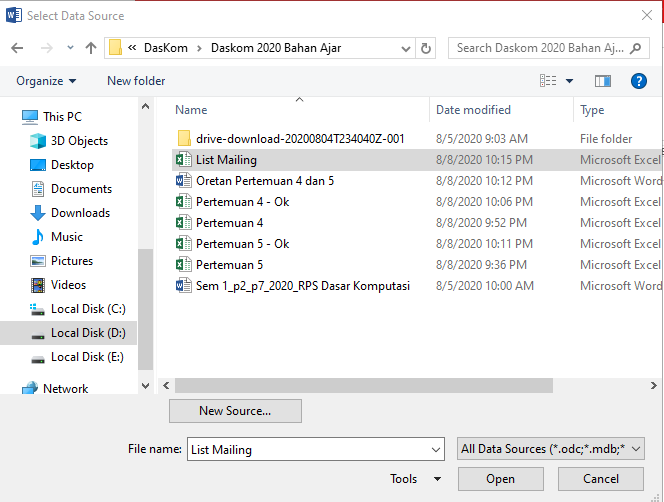 Select Data Source
« DasKom › Daskom 2020 Bahan Ajar
Search Daskom 2020 Bahan Ajar...
Organize
New folder
Name Date modified Type
This PC
3D Objects
Desktop
Documents
Downloads
Music
Pictures
Videos
Local Disk (C:)
Local Disk (D:)
Local Disk (E:)
Network
drive-download-20200804T234040Z-001 8/5/2020 9:03 AM File folder
List Mailing 8/8/2020 10:15 PM Microsoft Excel
Oretan Pertemuan 4 dan 5 8/8/2020 10:12 PM Microsoft Word
Pertemuan 4 - Ok 8/8/2020 10:06 PM Microsoft Excel
Pertemuan 4 8/8/2020 9:52 PM Microsoft Excel
Pertemuan 5 - Ok 8/8/2020 10:11 PM Microsoft Excel
Pertemuan 5 8/8/2020 9:36 PM Microsoft Excel
Sem 1_p2_p7_2020_RPS Dasar Komputasi 8/5/2020 10:00 AM Microsoft Word
New Source...
File name: List Mailing All Data Sources (*.odc;*.mdb;*
Tools Open Cancel